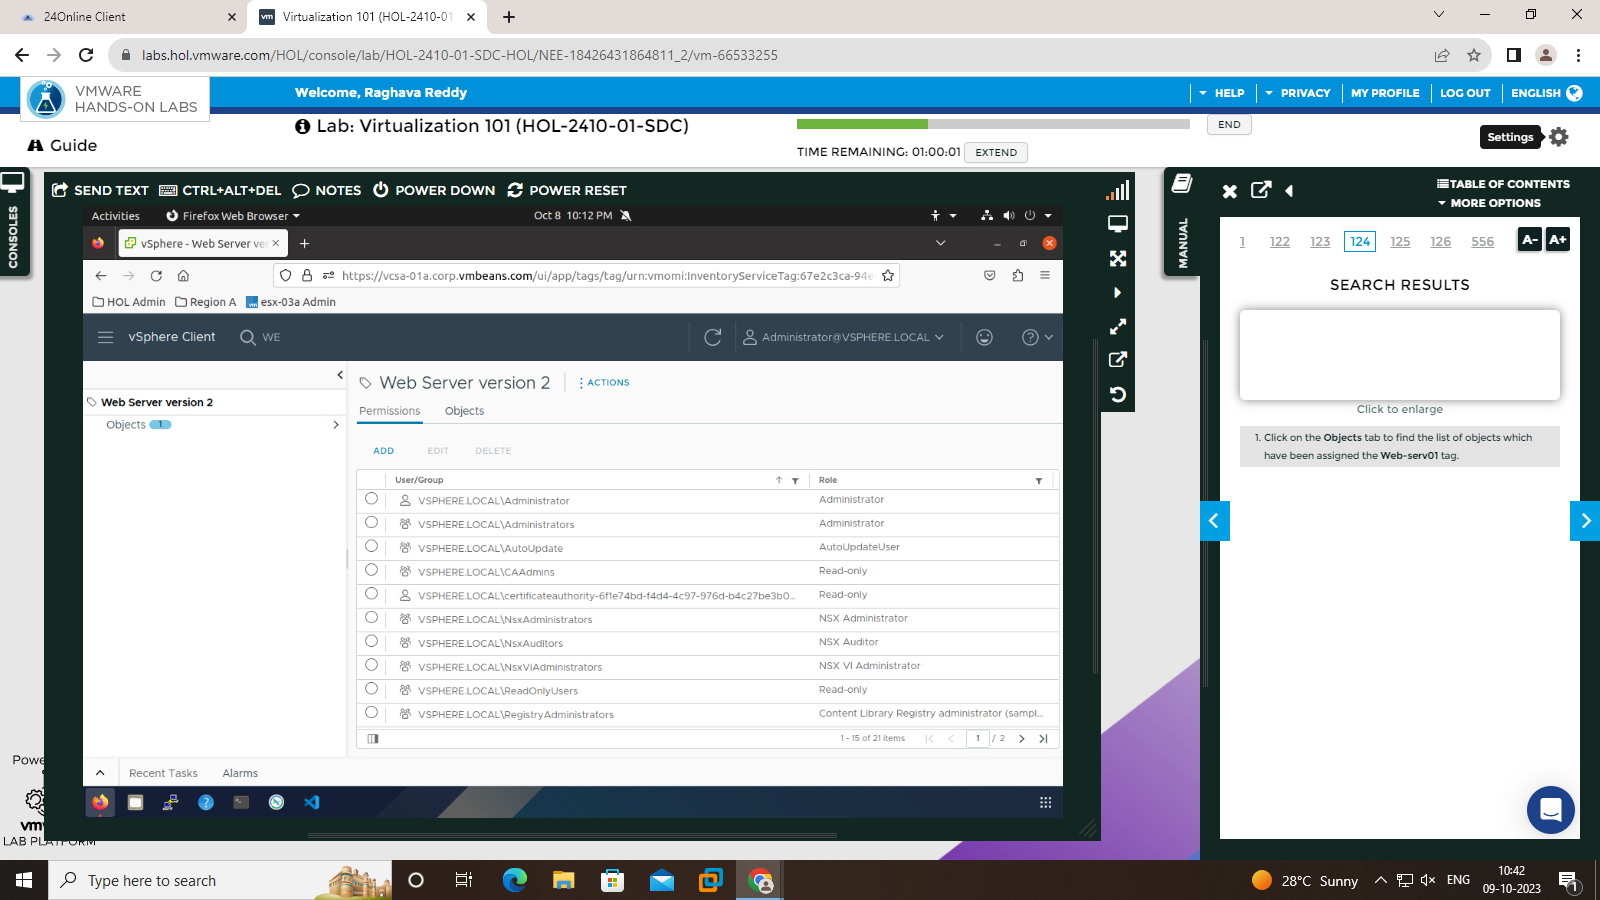 24Online Client
Virtualization 101 (HOL-2410-01
labs.hol.vmware.com/HOL/console/lab/HOL-2410-01-SDC-HOL/NEE-18426431864811_2/vm-66533255
VMWARE
HANDS-ON LABS
Welcome, Raghava Reddy
HELP PRIVACY MY PROFILE LOG OUT ENGLISH
Lab: Virtualization 101 (HOL-2410-01-SDC)
END
Guide
TIME REMAINING: 01:00:01 EXTEND
Settings
CONSOLES
SEND TEXT CTRL+ALT+DEL NOTES POWER DOWN POWER RESET
Activities Firefox Web Browser Oct 8 10:12 PM
vSphere - Web Server ver
https://vcsa-01a.corp.vmbeans.com/ui/app/tags/tag/urn:vmomi:InventoryServiceTag:67e2c3ca-94e
HOL Admin Region A esx-03a Admin
vSphere Client WE Administrator@VSPHERE.LOCAL
Web Server version 2
Objects 1
Web Server version 2 ACTIONS
Permissions Objects
ADD EDIT DELETE
User/Group Role
VSPHERE.LOCAL\Administrator Administrator
VSPHERE.LOCAL\Administrators Administrator
VSPHERE.LOCAL\AutoUpdate AutoUpdateUser
VSPHERE.LOCAL\CAAdmins Read-only
VSPHERE.LOCAL\certificateauthority-6f1e74bd-f4d4-4c97-976d-b4c27be3b0... Read-only
VSPHERE.LOCAL\NsxAdministrators NSX Administrator
VSPHERE.LOCAL\NsxAuditors NSX Auditor
VSPHERE.LOCAL\NsxViAdministrators NSX VI Administrator
VSPHERE.LOCAL\ReadOnlyUsers Read-only
VSPHERE.LOCAL\RegistryAdministrators Content Library Registry administrator (sampl...
1 - 15 of 21 items 1 / 2
Recent Tasks Alarms
MANUAL
TABLE OF CONTENTS
MORE OPTIONS
1 122 123 124 125 126 556 A- A+
SEARCH RESULTS
Click to enlarge
1. Click on the Objects tab to find the list of objects which
have been assigned the Web-serv01 tag.
Powe
vmw
LAB PLATFORM
Type here to search
28°C Sunny
ENG
10:42
09-10-2023
1